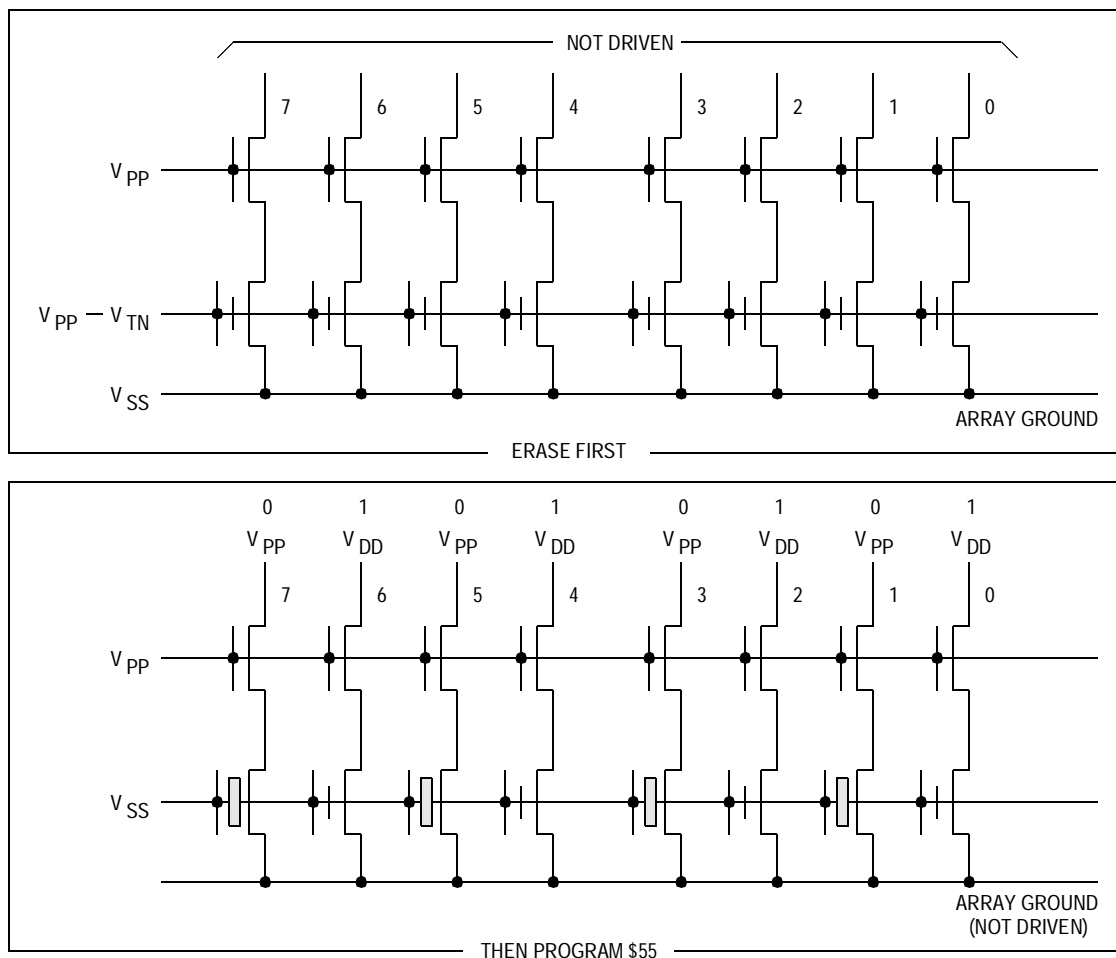 NOT DRIVEN
7 6 5 4 3 2 1 0
V PP
V PP – V TN
V SS
ARRAY GROUND
ERASE FIRST
0 1 0 1 0 1 0 1
V PP V DD V PP V DD V PP V DD V PP V DD
7 6 5 4 3 2 1 0
V PP
V SS
ARRAY GROUND
(NOT DRIVEN)
THEN PROGRAM $55